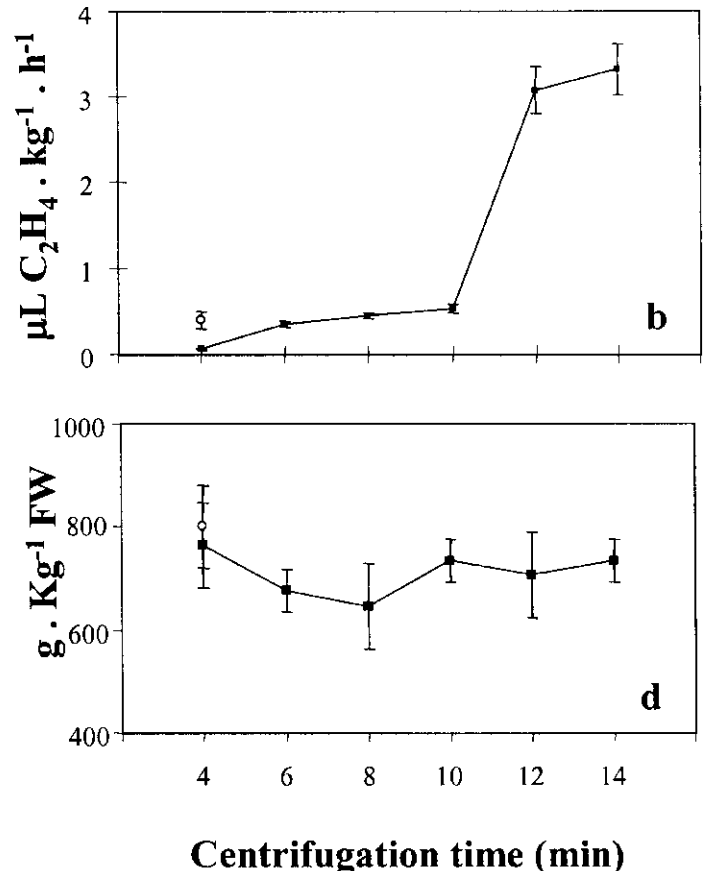 µL C₂H₄ . kg⁻¹ . h⁻¹
4
3
2
1
0
b
g . Kg⁻¹ FW
1000
800
600
400
d
4 6 8 10 12 14
Centrifugation time (min)